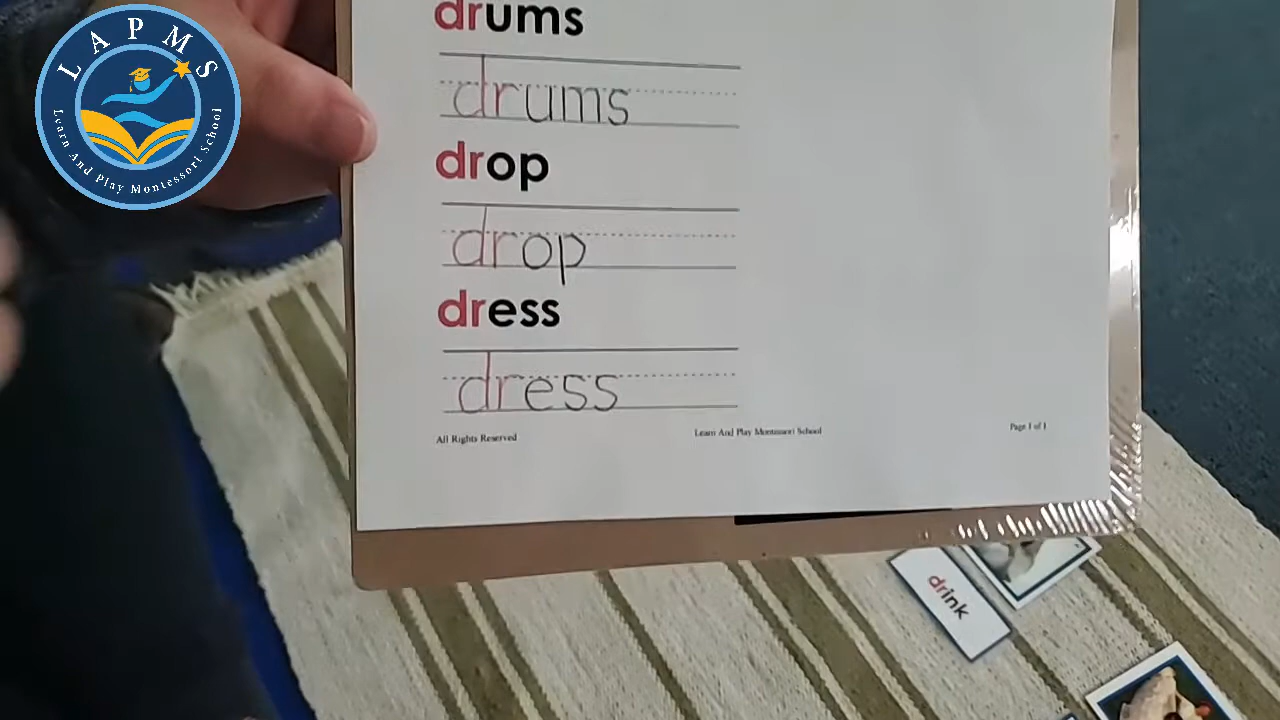 LAPMS
Learn And Play Montessori School
drums
drums
drop
drop
dress
dress
All Rights Reserved Learn And Play Montessori School Page 1 of 1
drink